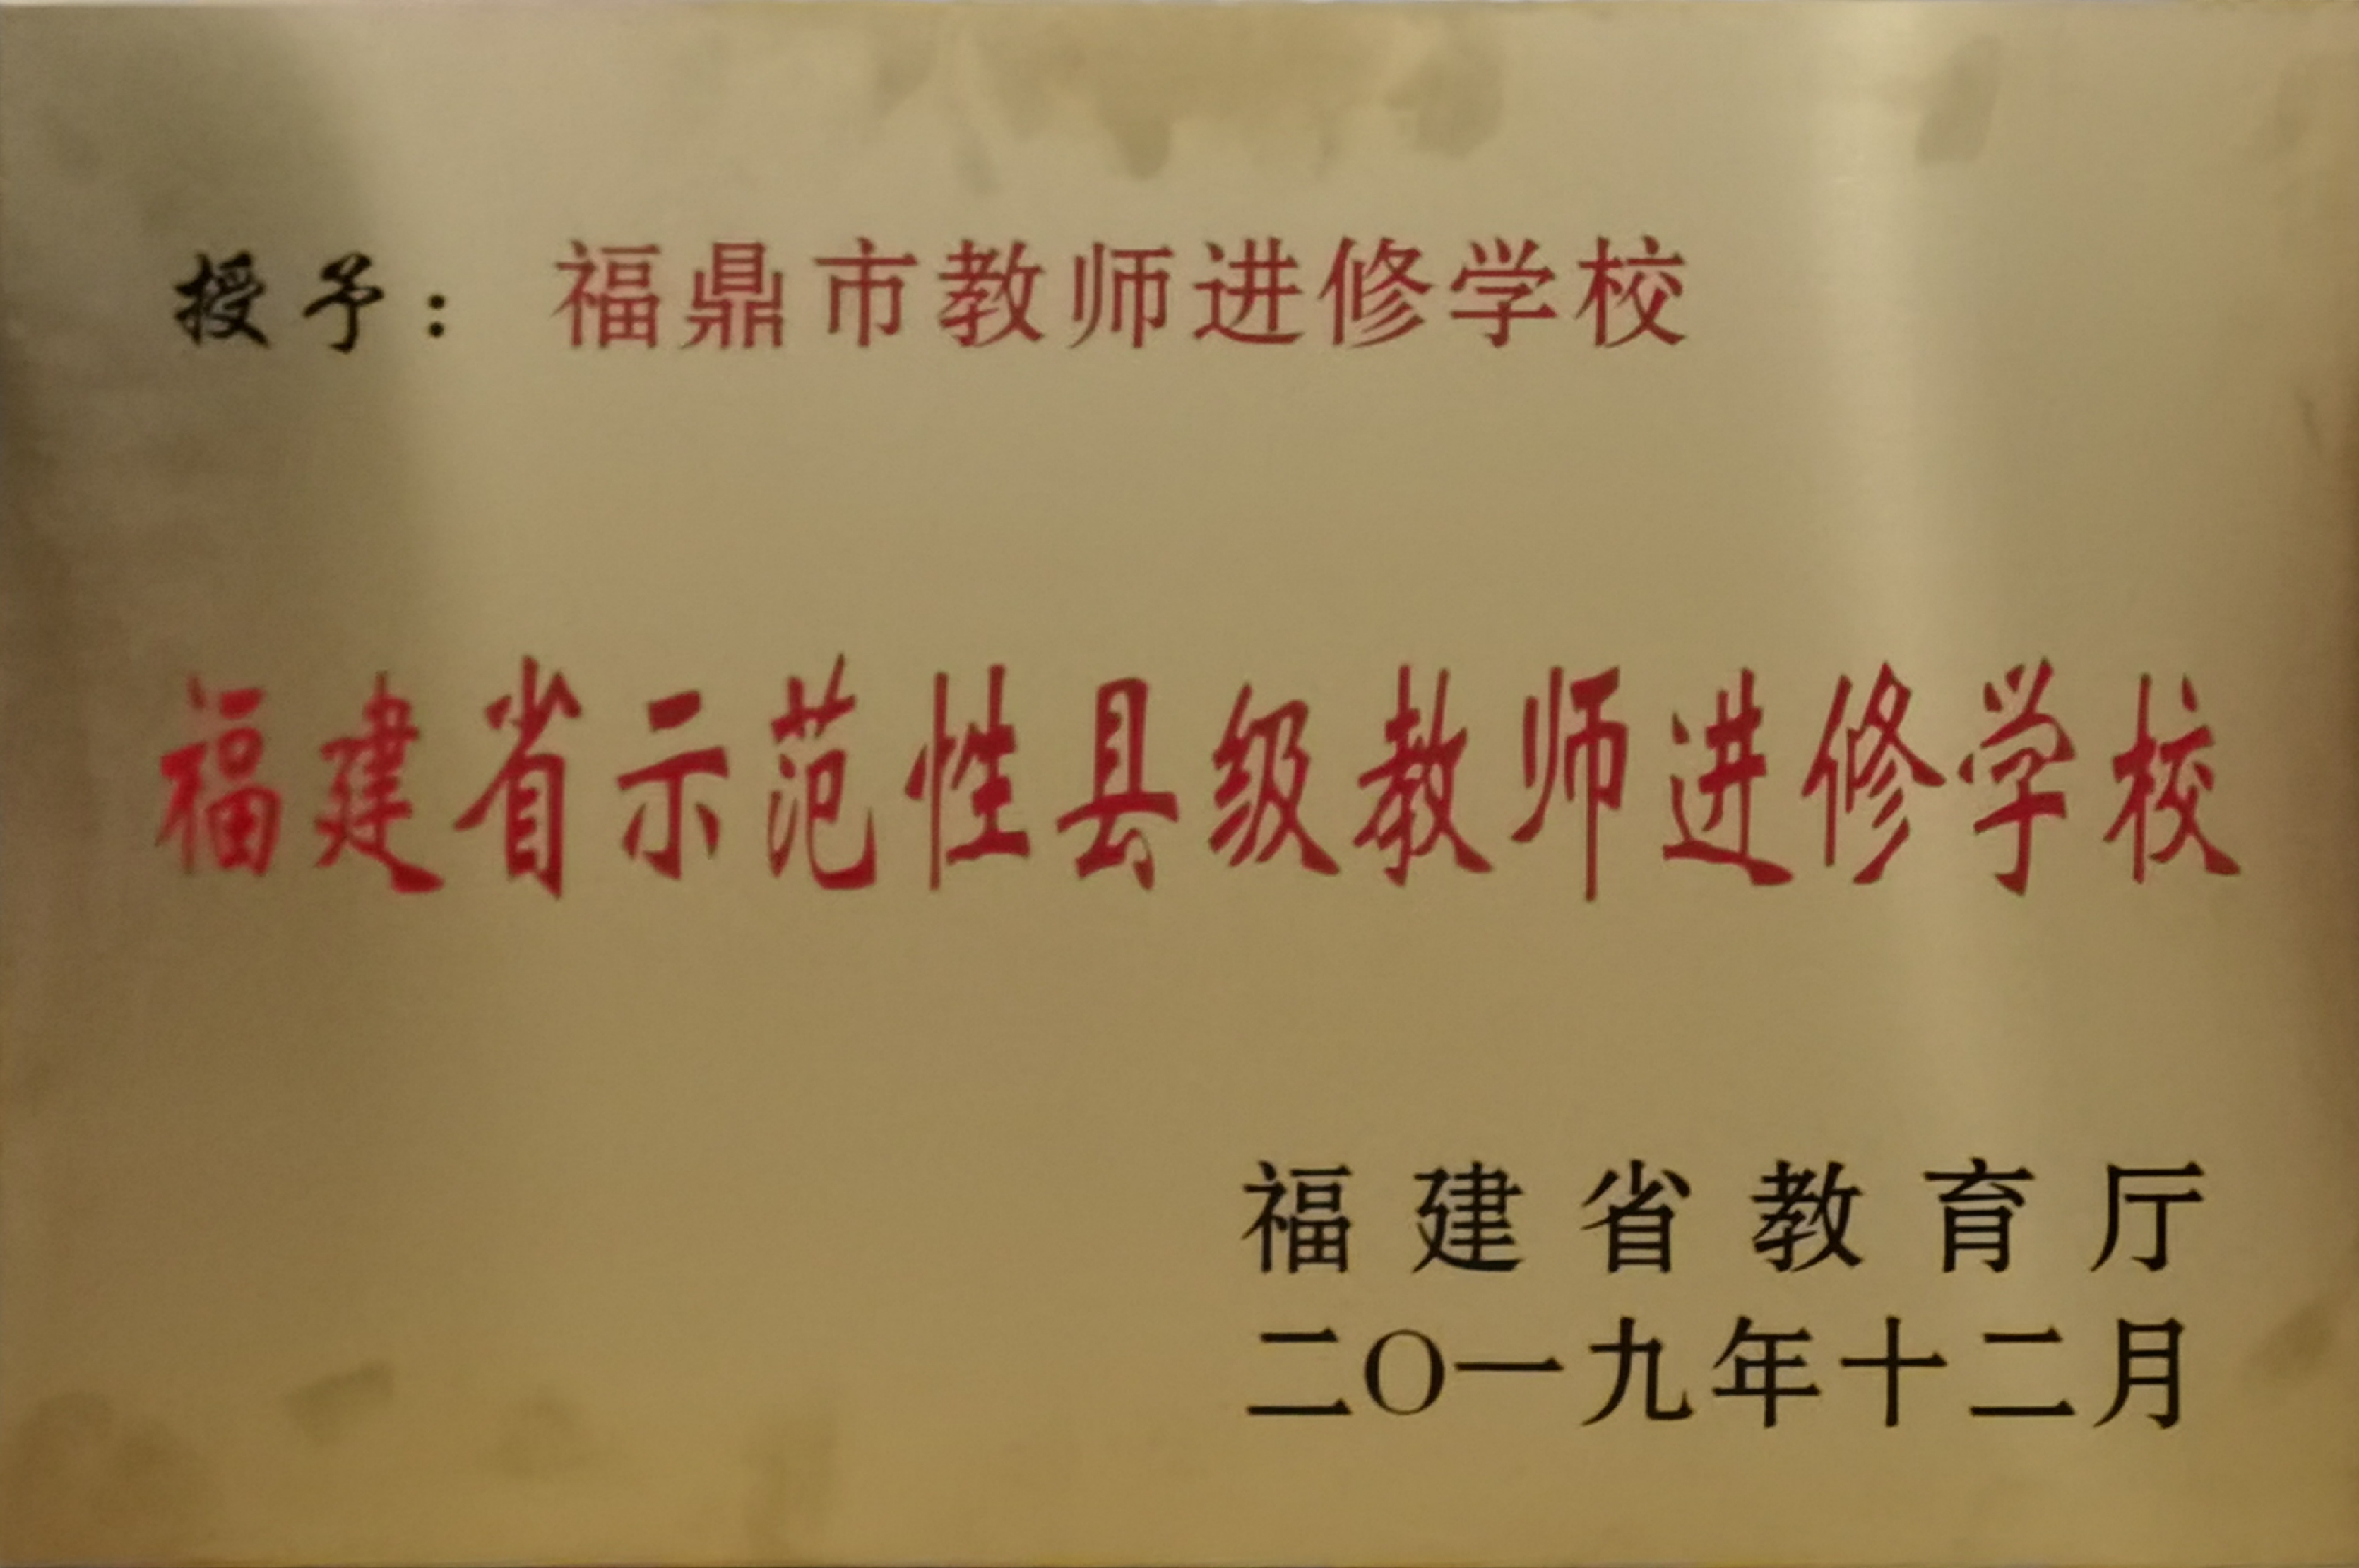 授予：福鼎市教师进修学校
福建省示范性县级教师进修学校
福建省教育厅
二〇一九年十二月